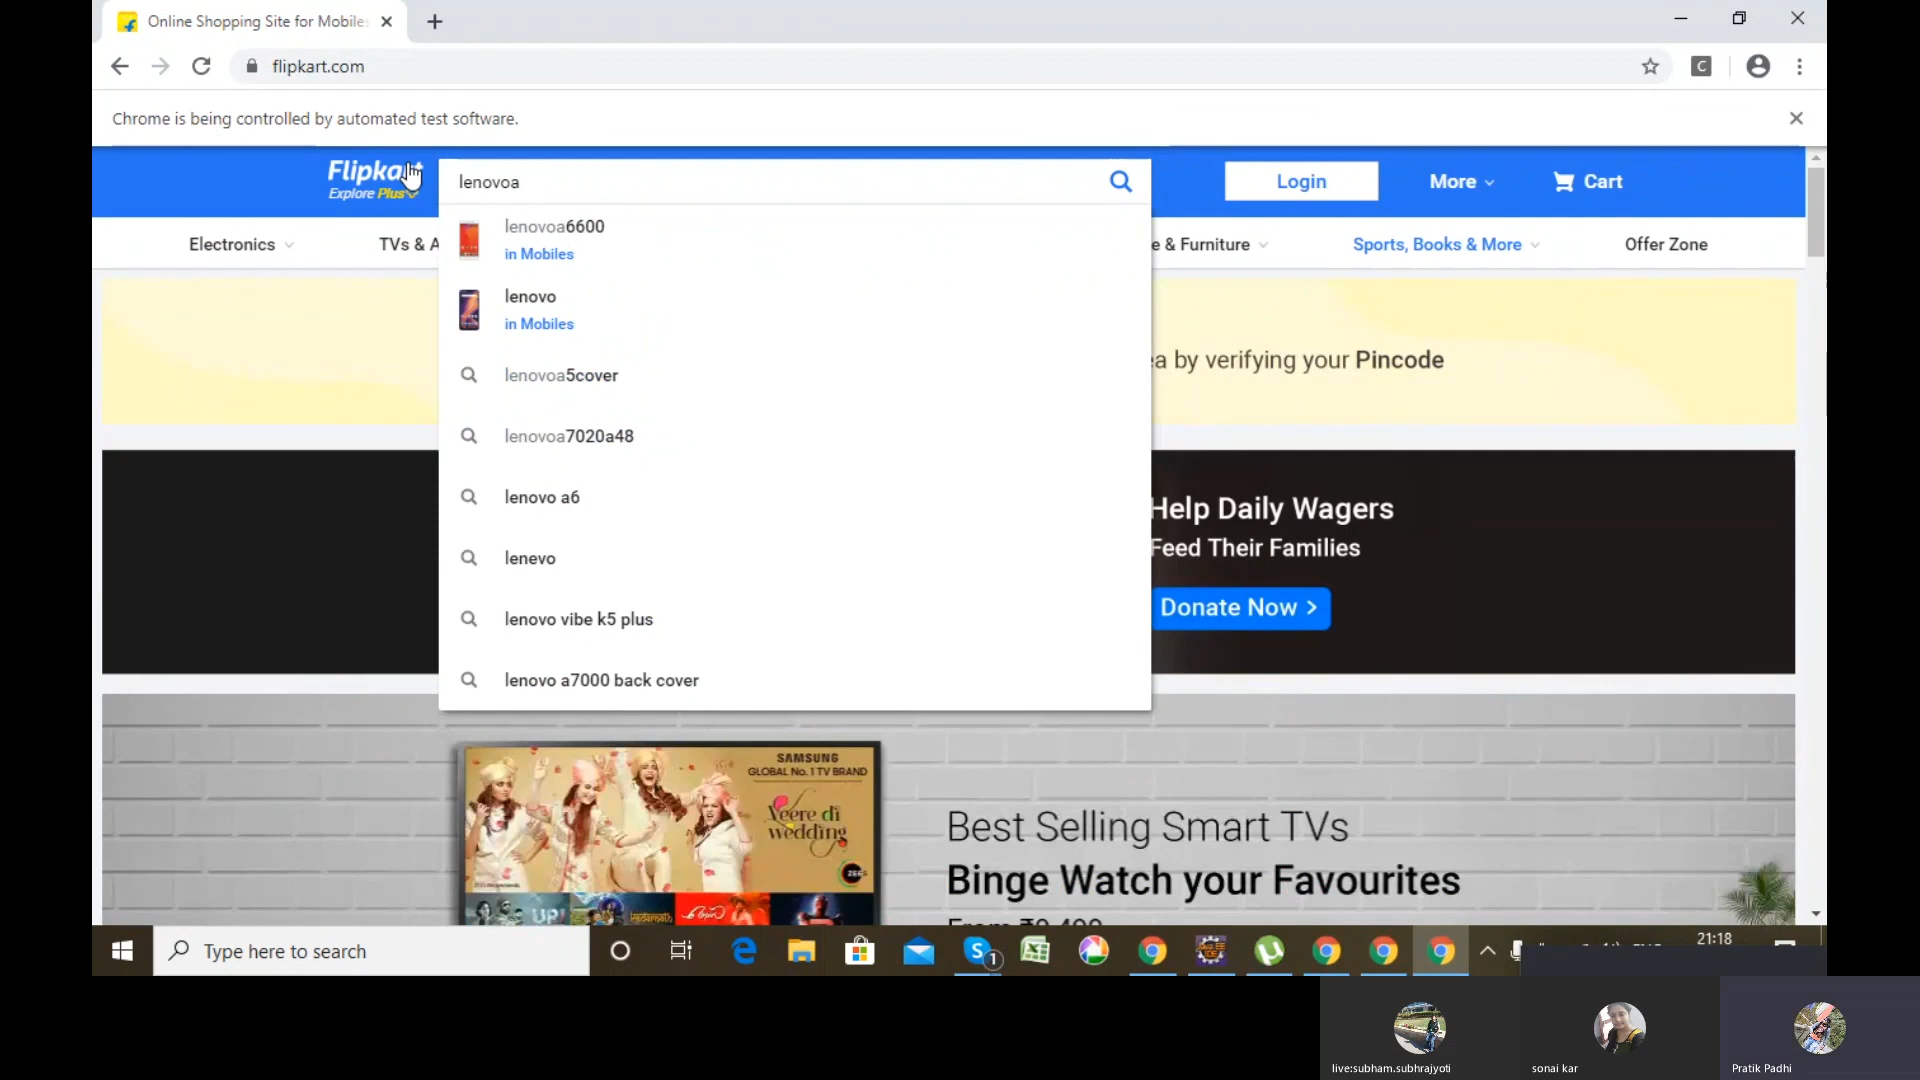 Online Shopping Site for Mobile
flipkart.com
C
Chrome is being controlled by automated test software.
Flipkart
Explore Plus
lenovoa
Login
More
Cart
Electronics
TVs & A
e & Furniture
Sports, Books & More
Offer Zone
lenovoa6600
in Mobiles
lenovo
in Mobiles
lenovoa5cover
lenovoa7020a48
lenovo a6
lenevo
lenovo vibe k5 plus
lenovo a7000 back cover
ea by verifying your Pincode
Help Daily Wagers
Feed Their Families
Donate Now >
SAMSUNG
GLOBAL No. 1 TV BRAND
Veere di
wedding
ZEE5
UP!
Best Selling Smart TVs
Binge Watch your Favourites
Type here to search
S
1
21:18
live:subham.subhrajyoti
sonai kar
Pratik Padhi